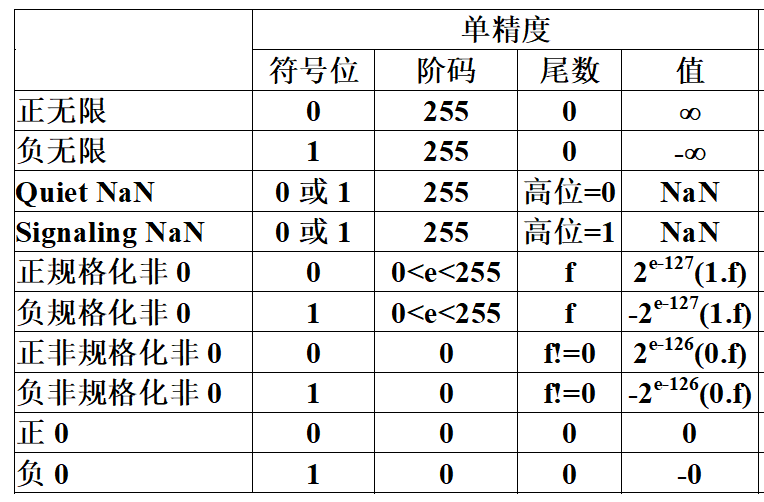 单精度
符号位 阶码 尾数 值
正无限 0 255 0 ∞
负无限 1 255 0 -∞
Quiet NaN 0 或 1 255 高位=0 NaN
Signaling NaN 0 或 1 255 高位=1 NaN
正规格化非 0 0 0<e<255 f 2^e-127(1.f)
负规格化非 0 1 0<e<255 f -2^e-127(1.f)
正非规格化非 0 0 0 f!=0 2^e-126(0.f)
负非规格化非 0 1 0 f!=0 -2^e-126(0.f)
正 0 0 0 0 0
负 0 1 0 0 -0